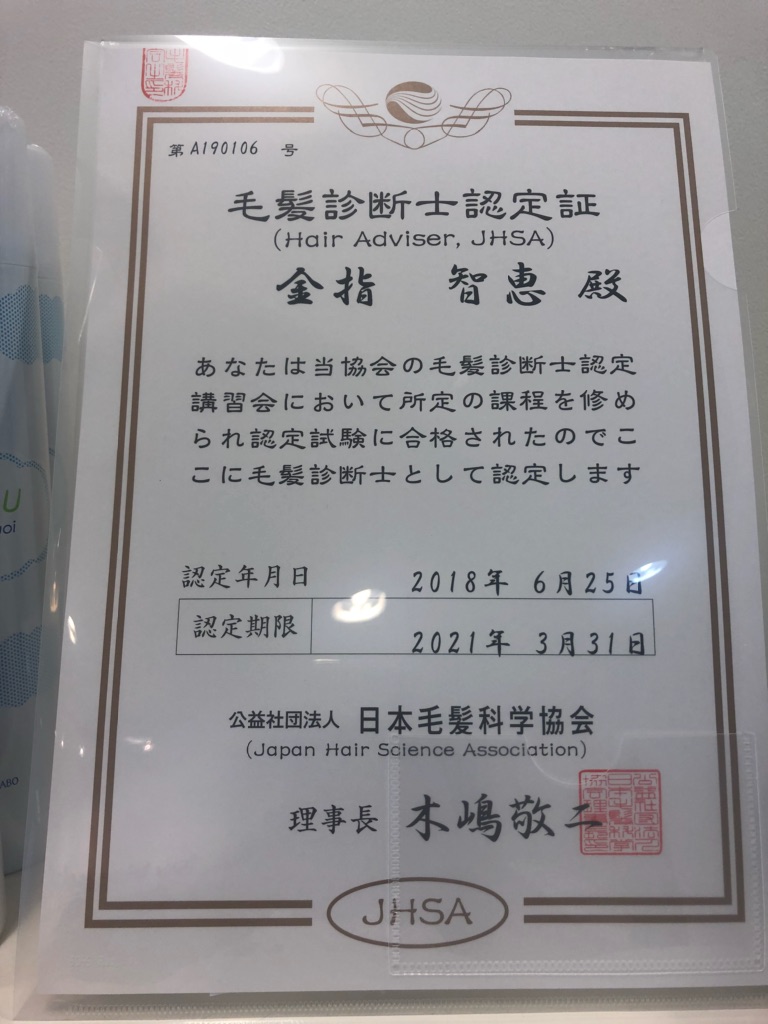 第A190106 号
毛髪診断士認定証
(Hair Adviser, JHSA)
金指 智恵 殿
あなたは当協会の毛髪診断士認定
講習会において所定の課程を修め
られ認定試験に合格されたのでこ
こに毛髪診断士として認定します
認定年月日 2018年 6月25日
認定期限 2021年 3月31日
公益社団法人 日本毛髪科学協会
(Japan Hair Science Association)
理事長 木嶋敬二
JHSA